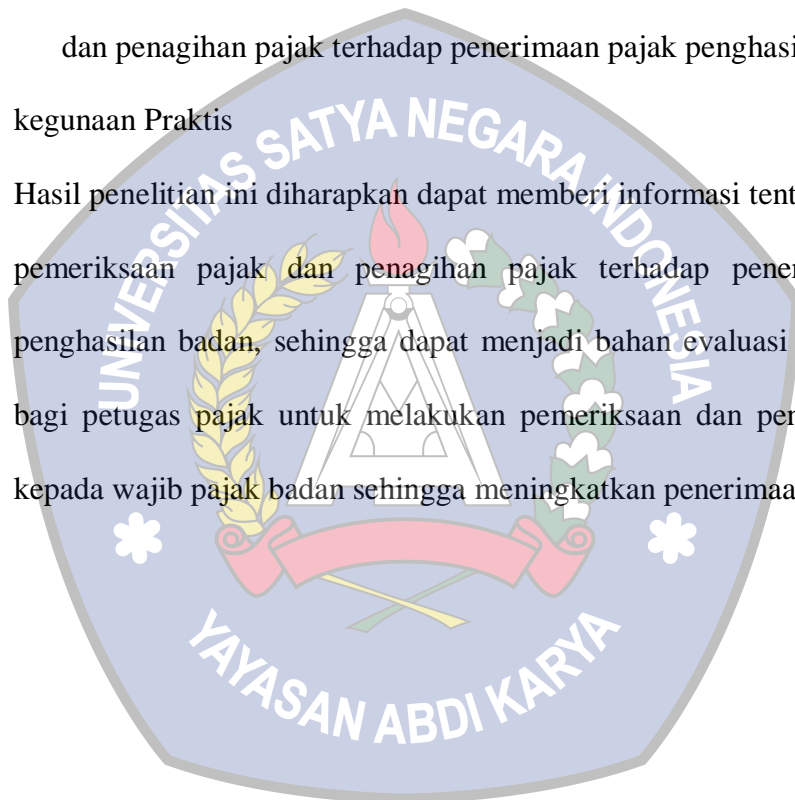 dan penagihan pajak terhadap penerimaan pajak penghasi
kegunaan Praktis
Hasil penelitian ini diharapkan dapat memberi informasi tent
pemeriksaan pajak dan penagihan pajak terhadap pener
penghasilan badan, sehingga dapat menjadi bahan evaluasi
bagi petugas pajak untuk melakukan pemeriksaan dan pen
kepada wajib pajak badan sehingga meningkatkan penerimaa
UNIVERSITAS SATYA NEGARA INDONESIA
YAYASAN ABDI KARYA